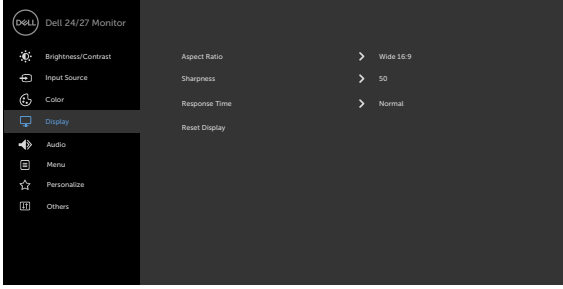 DELL Dell 24/27 Monitor
Brightness/Contrast
Input Source
Color
Display
Audio
Menu
Personalize
Others
Aspect Ratio Wide 16:9
Sharpness 50
Response Time Normal
Reset Display